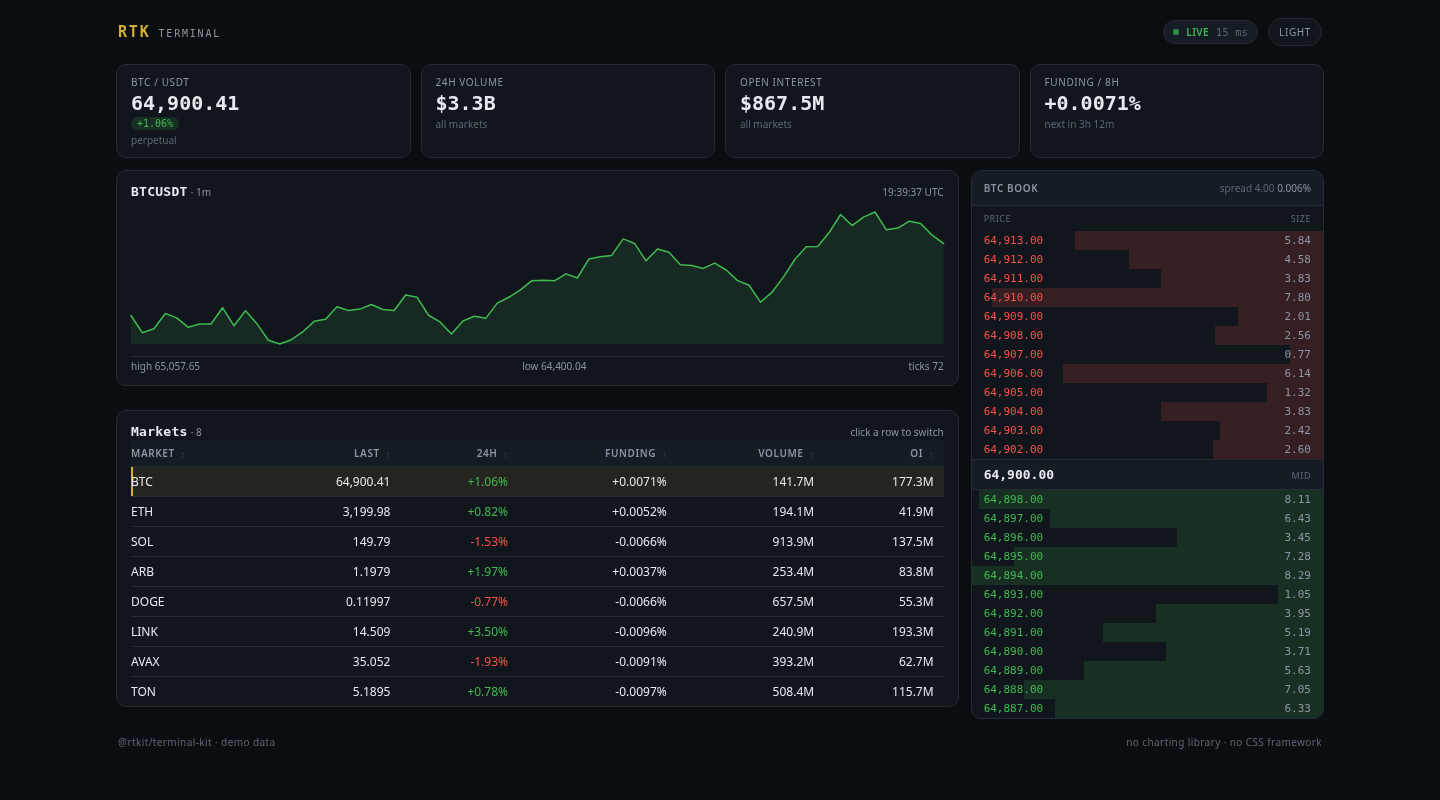 RTK TERMINAL
LIVE 15 ms
LIGHT
BTC / USDT
64,900.41
+1.06%
perpetual
24H VOLUME
$3.3B
all markets
OPEN INTEREST
$867.5M
all markets
FUNDING / 8H
+0.0071%
next in 3h 12m
BTCUSDT · 1m
19:39:37 UTC
high 65,057.65
low 64,400.04
ticks 72
Markets · 8
click a row to switch
MARKET LAST 24H FUNDING VOLUME OI
BTC 64,900.41 +1.06% +0.0071% 141.7M 177.3M
ETH 3,199.98 +0.82% +0.0052% 194.1M 41.9M
SOL 149.79 -1.53% -0.0066% 913.9M 137.5M
ARB 1.1979 +1.97% +0.0037% 253.4M 83.8M
DOGE 0.11997 -0.77% -0.0066% 657.5M 55.3M
LINK 14.509 +3.50% -0.0096% 240.9M 193.3M
AVAX 35.052 -1.93% -0.0091% 393.2M 62.7M
TON 5.1895 +0.78% -0.0097% 508.4M 115.7M
BTC BOOK
spread 4.00 0.006%
PRICE SIZE
64,913.00 5.84
64,912.00 4.58
64,911.00 3.83
64,910.00 7.80
64,909.00 2.01
64,908.00 2.56
64,907.00 0.77
64,906.00 6.14
64,905.00 1.32
64,904.00 3.83
64,903.00 2.42
64,902.00 2.60
64,900.00 MID
64,898.00 8.11
64,897.00 6.43
64,896.00 3.45
64,895.00 7.28
64,894.00 8.29
64,893.00 1.05
64,892.00 3.95
64,891.00 5.19
64,890.00 3.71
64,889.00 5.63
64,888.00 7.05
64,887.00 6.33
@rtkit/terminal-kit · demo data
no charting library · no CSS framework